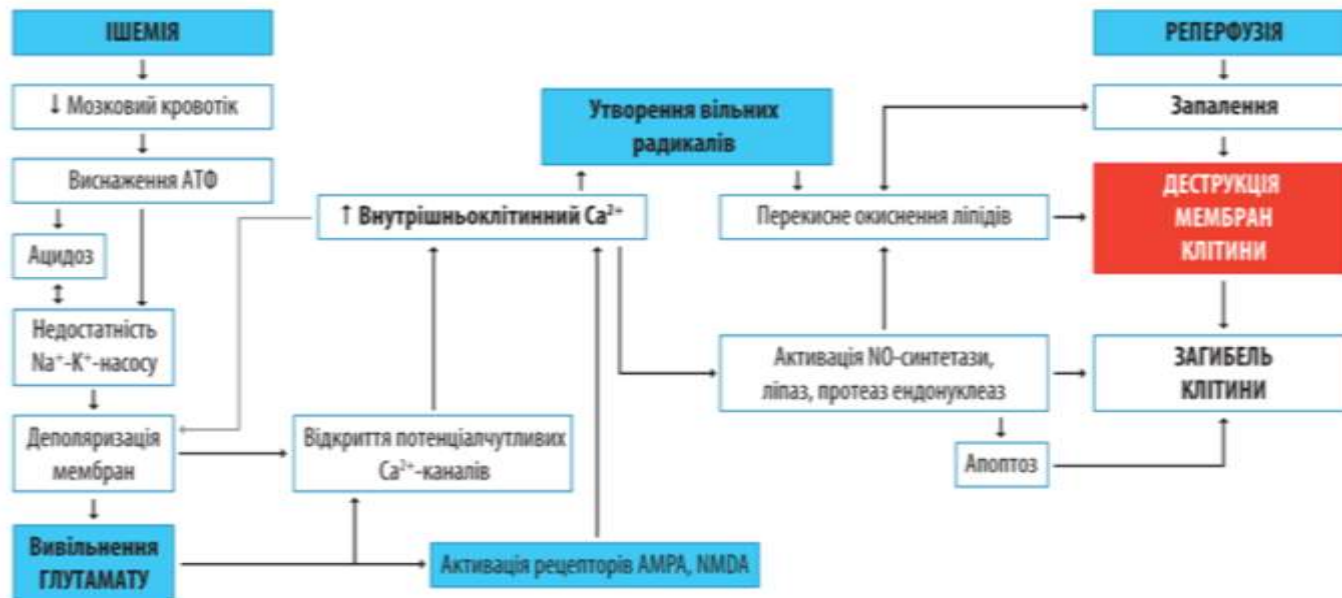 ІШЕМІЯ
↓ Мозковий кровотік
Виснаження АТФ
Ацидоз
Недостатність
Na⁺-K⁺-насосу
Деполяризація
мембран
Вивільнення
ГЛУТАМАТУ
↑ Внутрішньоклітинний Ca²⁺
Відкриття потенціалчутливих
Ca²⁺-каналів
Активація рецепторів AMPA, NMDA
Утворення вільних
радикалів
Перекисне окиснення ліпідів
Активація NO-синтетази,
ліпаз, протеаз ендонуклеаз
Апоптоз
РЕПЕРФУЗІЯ
Запалення
ДЕСТРУКЦІЯ
МЕМБРАН
КЛІТИНИ
ЗАГИБЕЛЬ
КЛІТИНИ